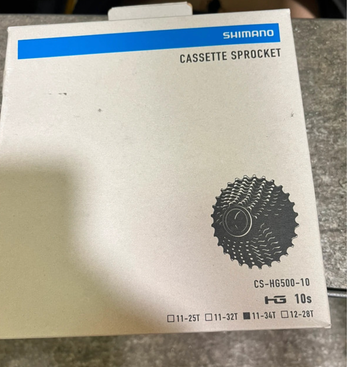 SHIMANO
CASSETTE SPROCKET
CS-HG500-10
HG 10s
☐11-25T ☐11-32T ■11-34T ☐12-28T